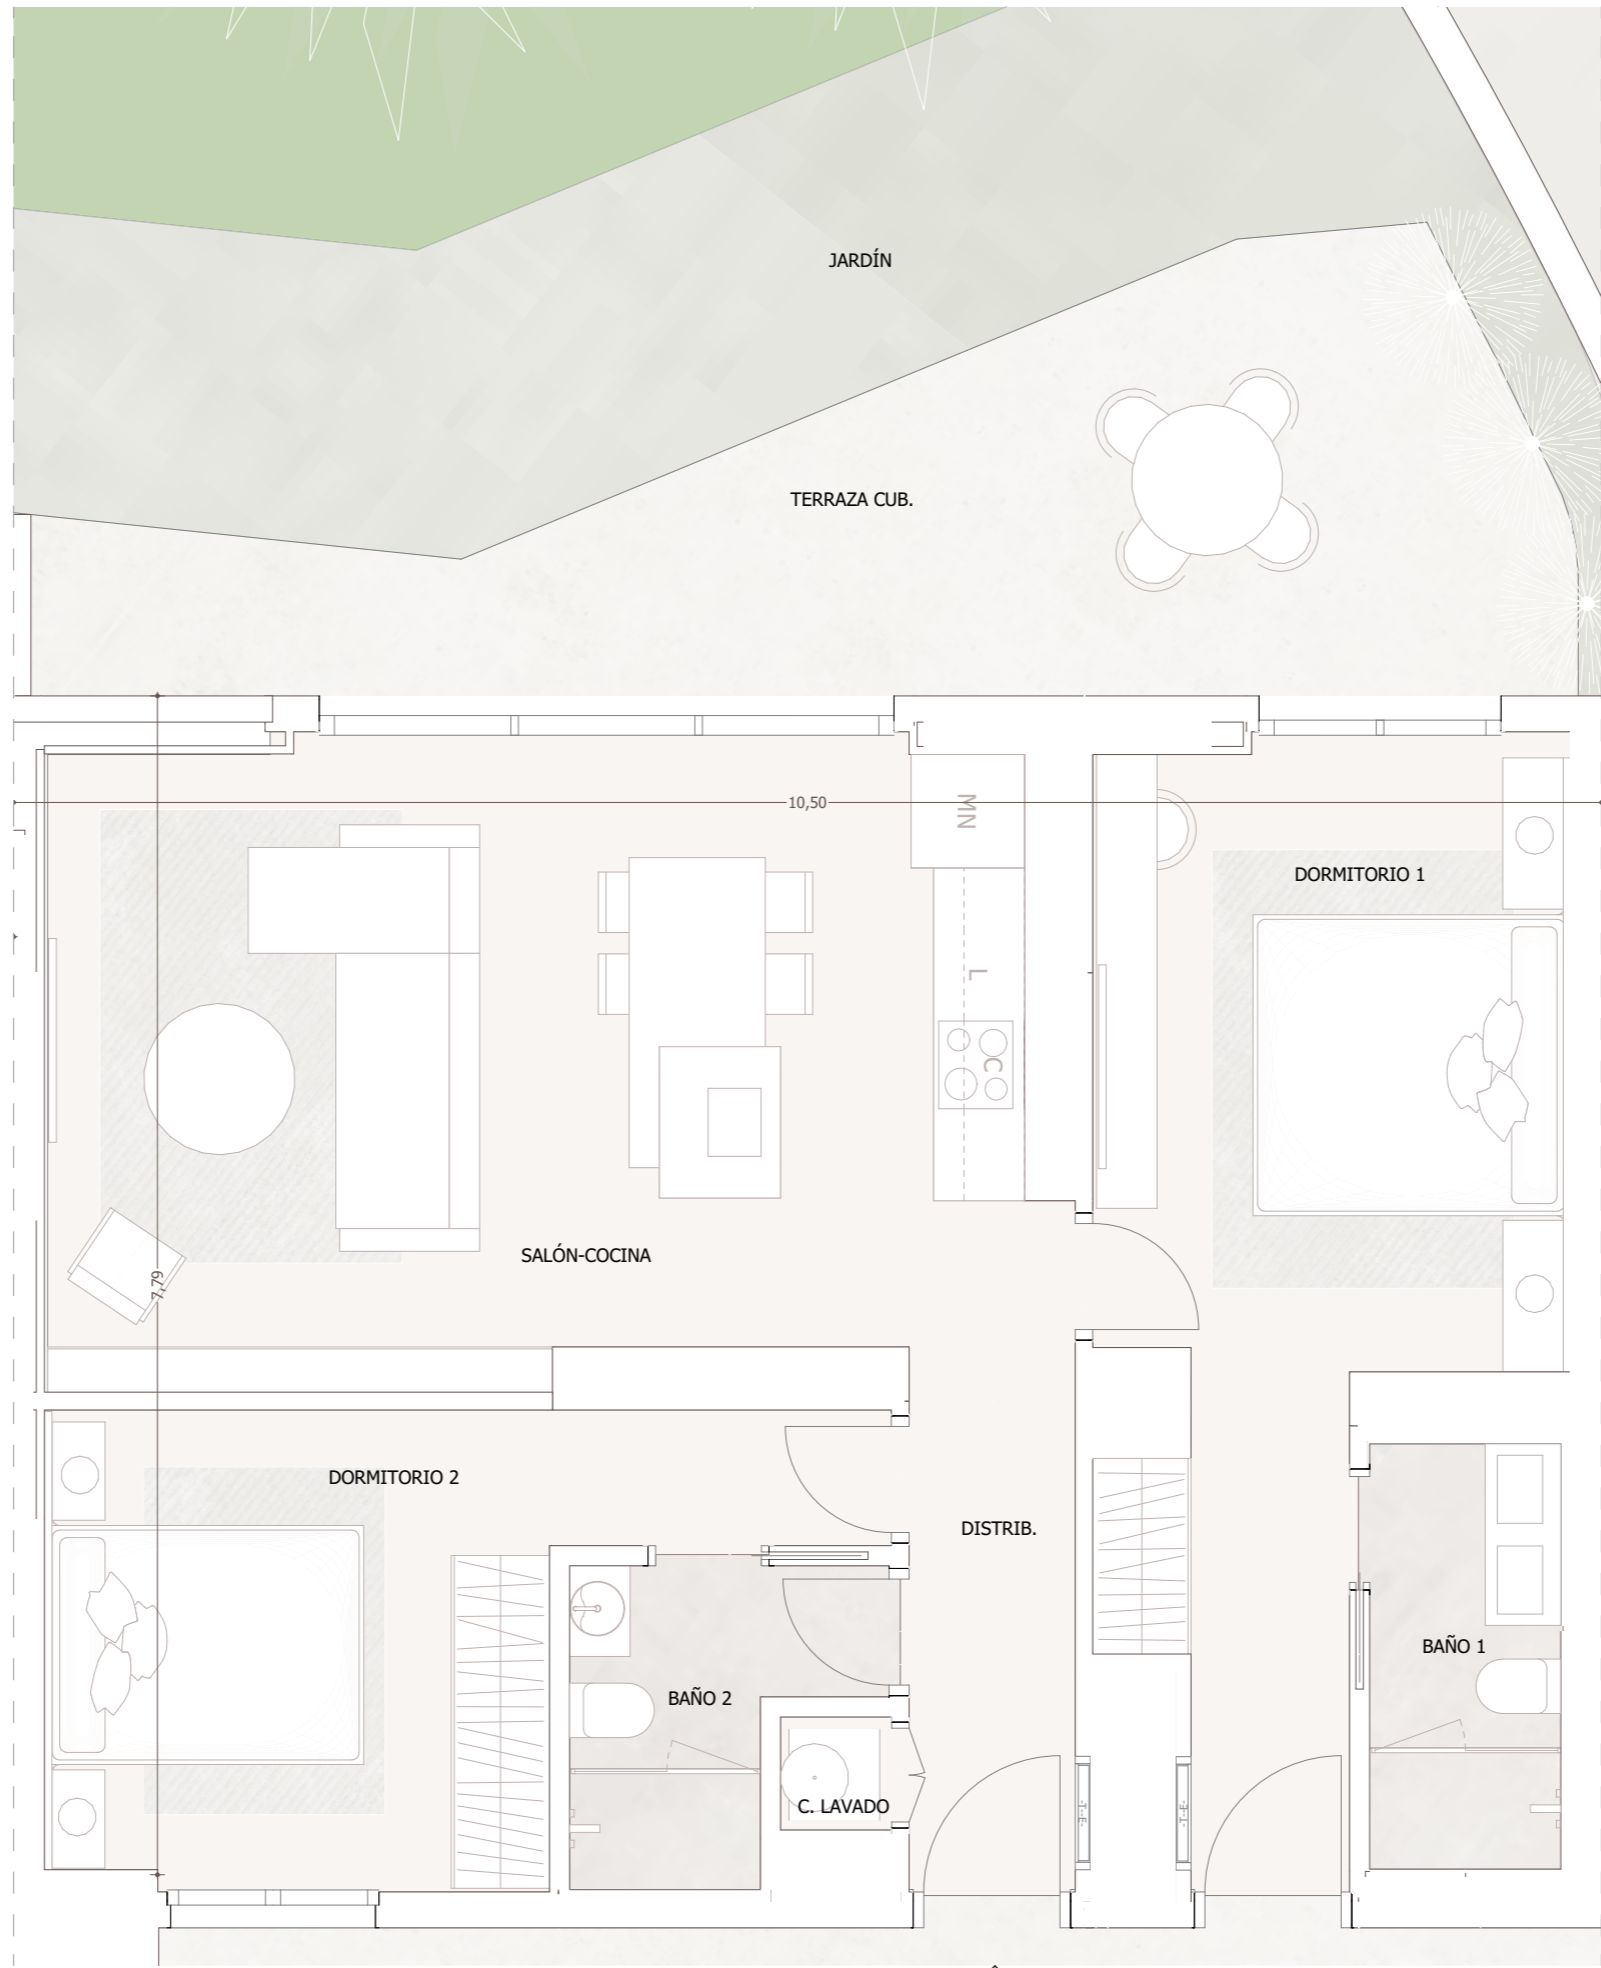 JARDÍN
TERRAZA CUB.
10,50
MN
DORMITORIO 1
L
C
SALÓN-COCINA
7,79
DORMITORIO 2
DISTRIB.
BAÑO 1
BAÑO 2
C. LAVADO
-T-E-
-T-E-